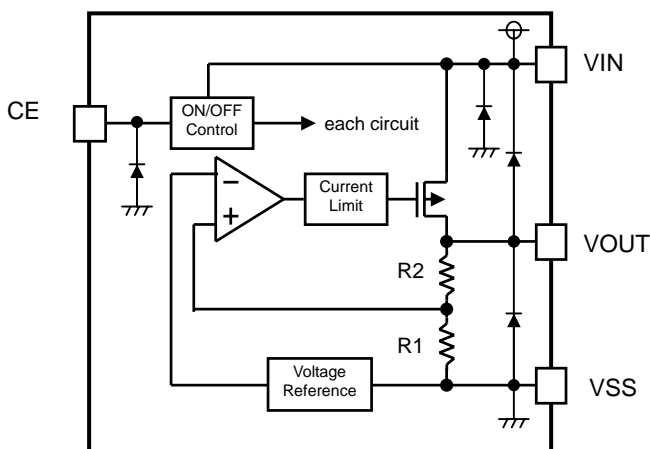 VIN
CE
ON/OFF
Control
each circuit
−
+
Current
Limit
VOUT
R2
R1
Voltage
Reference
VSS